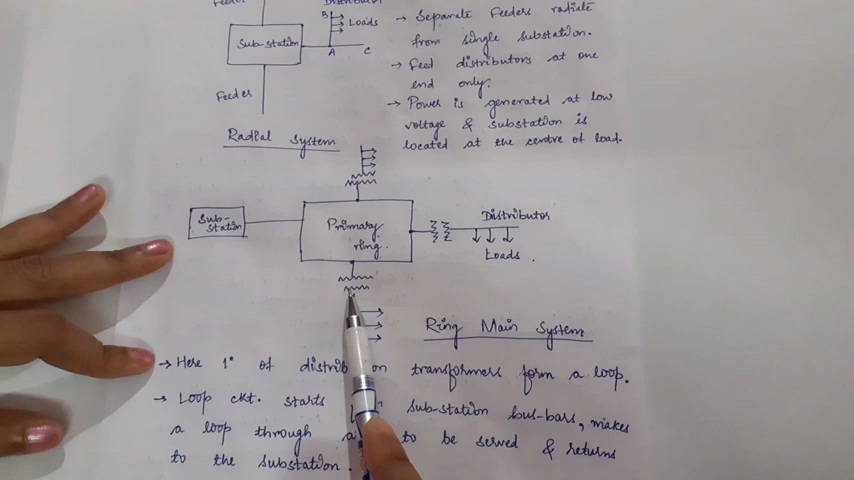 Feeder
Distributor
B
Loads
Sub-station
A
C
Feeder
→ Separate Feeders radiate
from single substation.
→ Feed distributors at one
end only.
→ Power is generated at low
voltage & substation is
located at the centre of load.
Radial System
Sub-
station
Primary
ring.
Distributor
Loads.
Ring Main System
→ Here 1° of on transformers form a loop.
→ Loop ckt. starts sub-station bus-bars, makes
a loop through to be served & returns
to the substation.